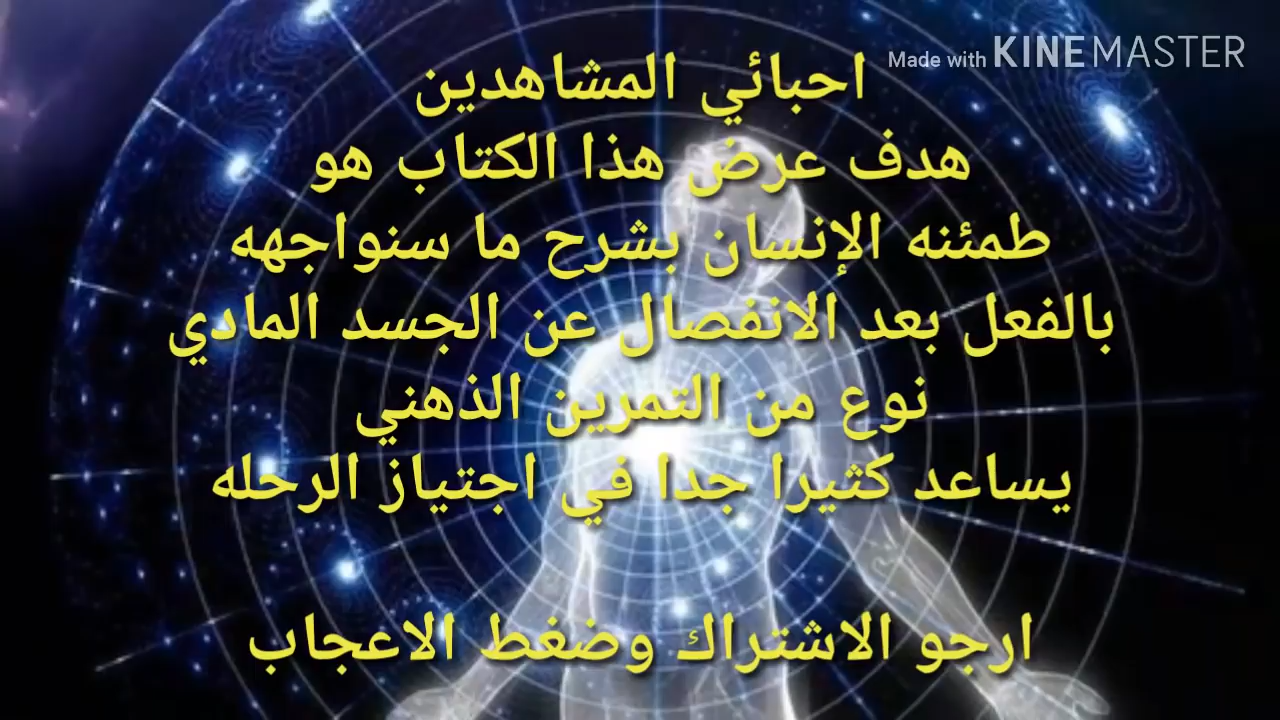 Made with KINEMASTER
احبائي المشاهدين
هدف عرض هذا الكتاب هو
طمئنه الإنسان بشرح ما سنواجهه
بالفعل بعد الانفصال عن الجسد المادي
نوع من التمرين الذهني
يساعد كثيرا جدا في اجتياز الرحله
ارجو الاشتراك وضغط الاعجاب